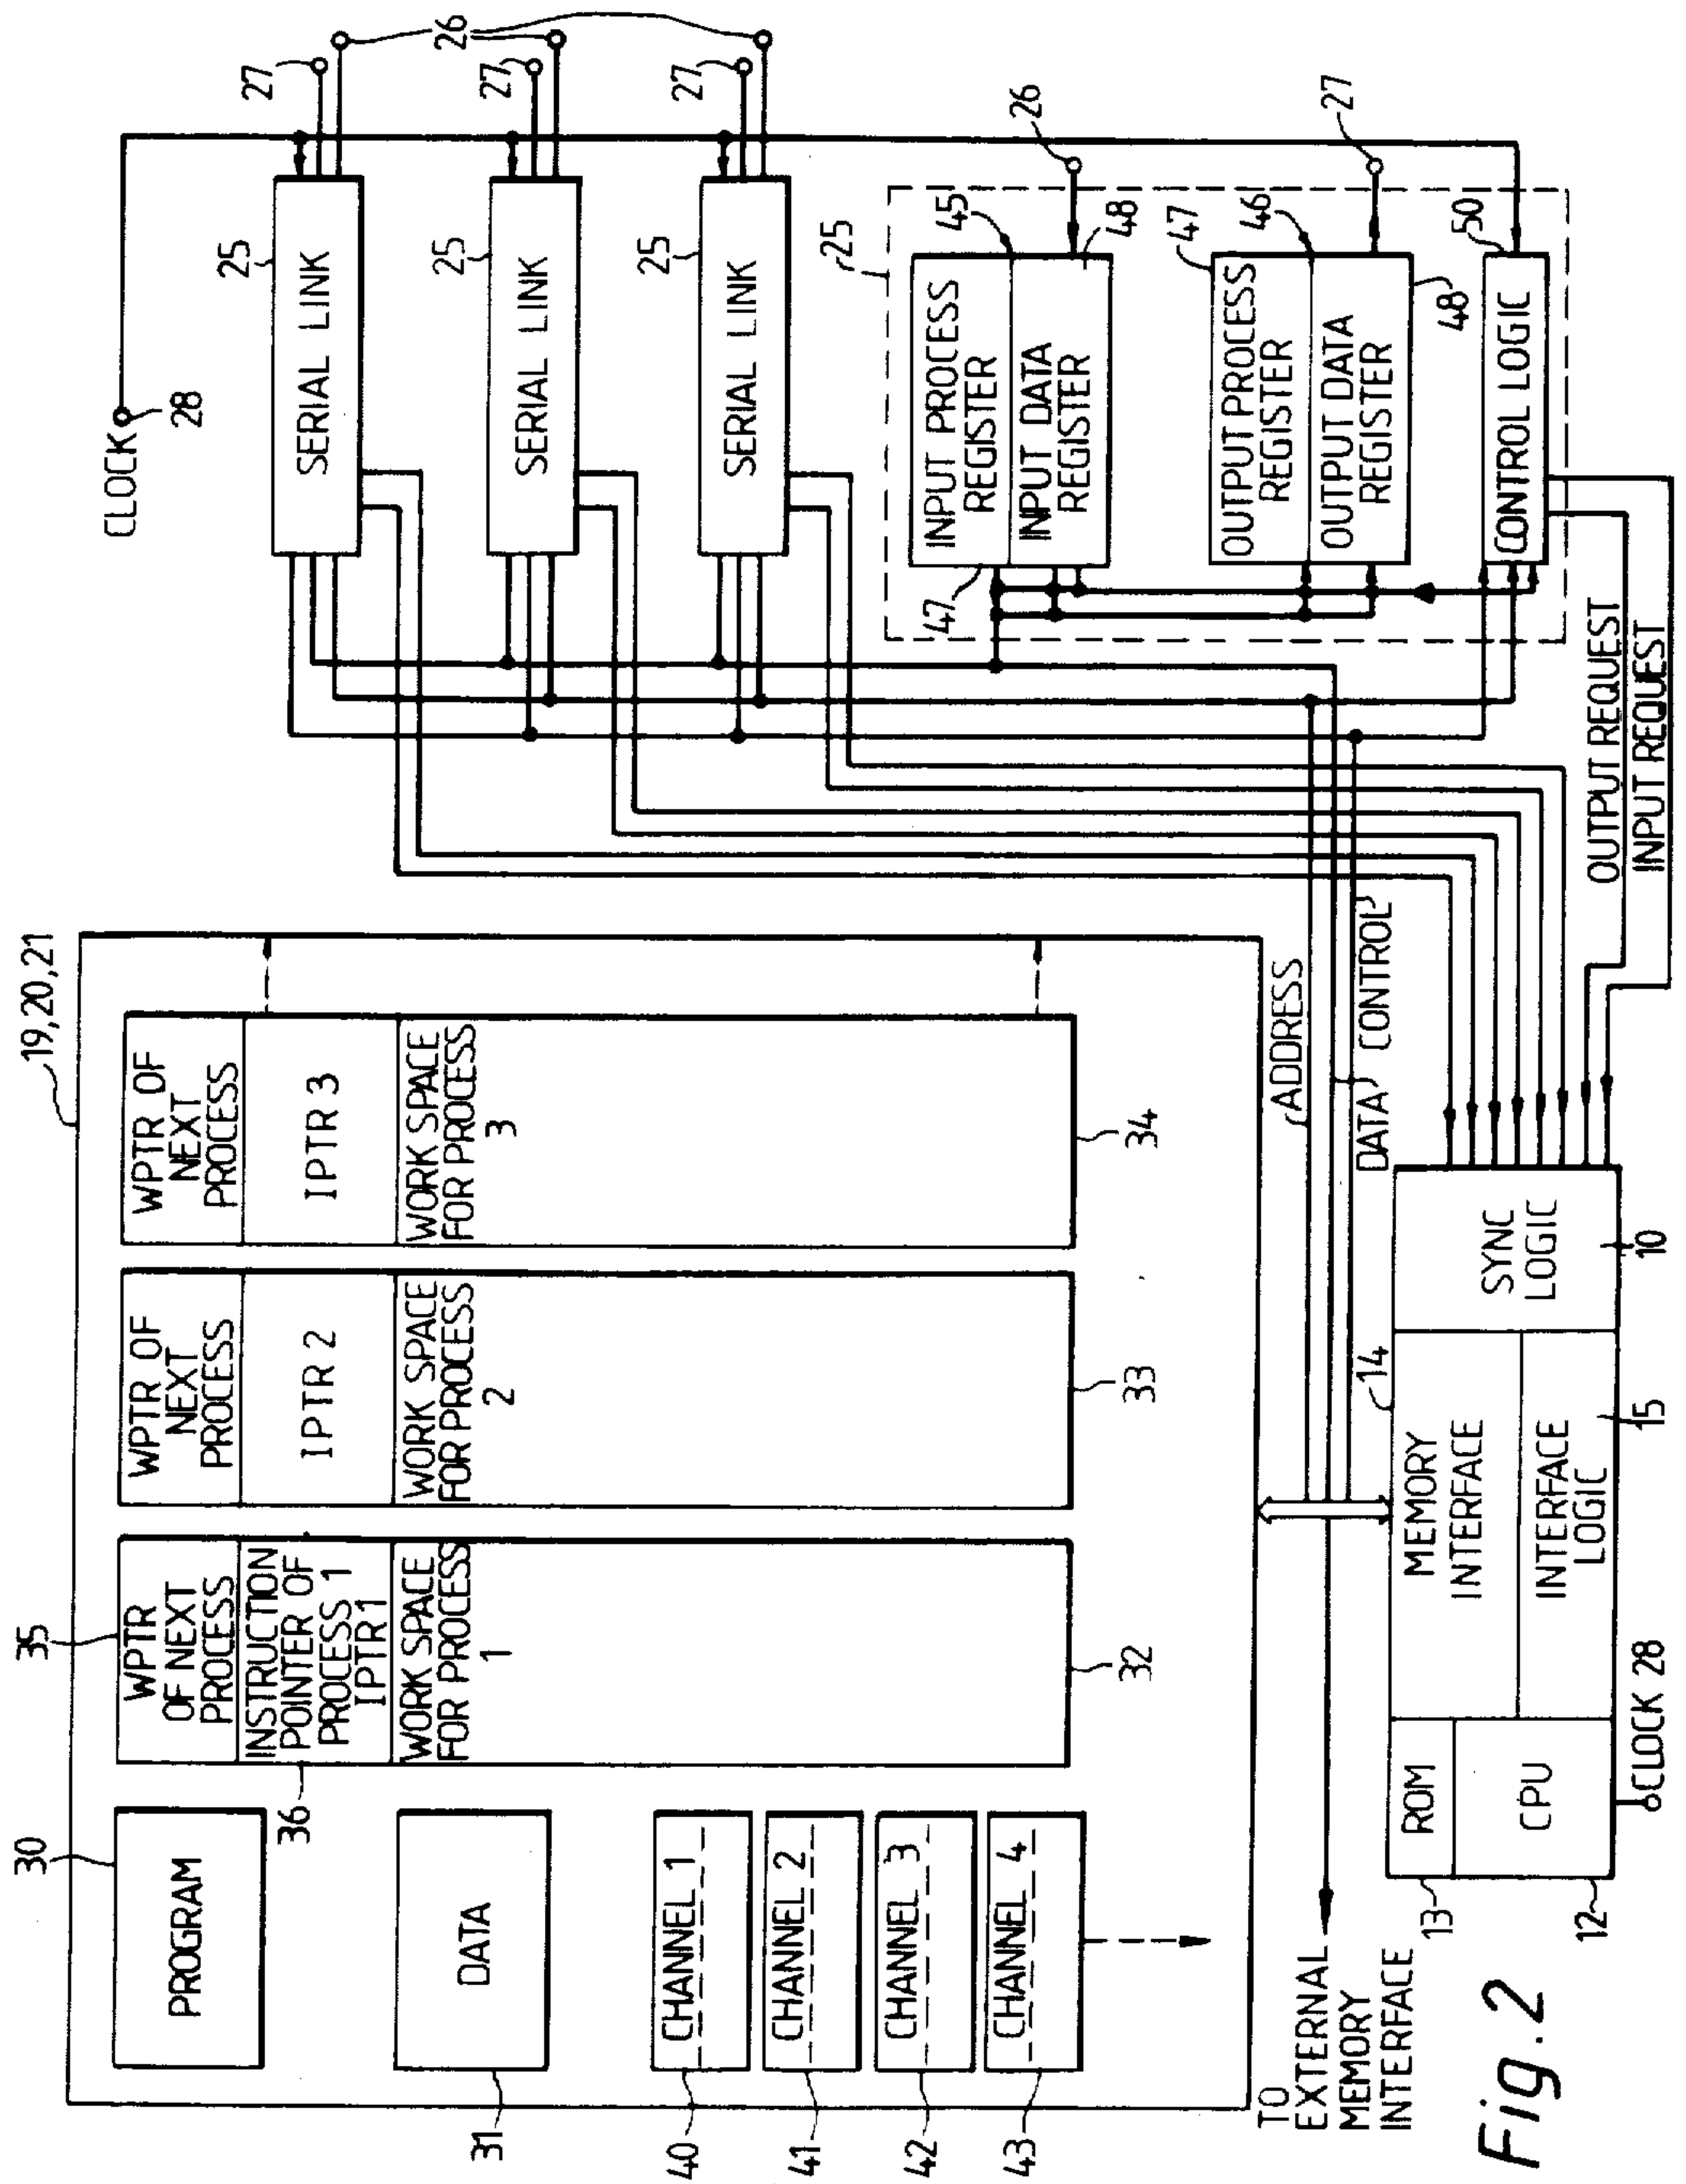 19,20,21
30
PROGRAM
31
DATA
40
CHANNEL 1
41
CHANNEL 2
42
CHANNEL 3
43
CHANNEL 4
35
WPTR
OF NEXT
PROCESS
36
INSTRUCTION
POINTER OF
PROCESS 1
IPTR1
WORK SPACE
FOR PROCESS
1
32
WPTR OF
NEXT
PROCESS
IPTR 2
WORK SPACE
FOR PROCESS
2
33
WPTR OF
NEXT
PROCESS
IPTR 3
WORK SPACE
FOR PROCESS
3
34
CLOCK
28
SERIAL LINK
25
27
26
SERIAL LINK
25
27
SERIAL LINK
25
27
25
INPUT PROCESS
REGISTER
INPUT DATA
REGISTER
47
45
48
26
OUTPUT PROCESS
REGISTER
OUTPUT DATA
REGISTER
47
46
48
27
CONTROL LOGIC
50
OUTPUT REQUEST
INPUT REQUEST
ADDRESS
DATA
CONTROL
TO
EXTERNAL
MEMORY
INTERFACE
13
ROM
12
CPU
CLOCK 28
14
MEMORY
INTERFACE
INTERFACE
LOGIC
15
SYNC
LOGIC
10
Fig.2